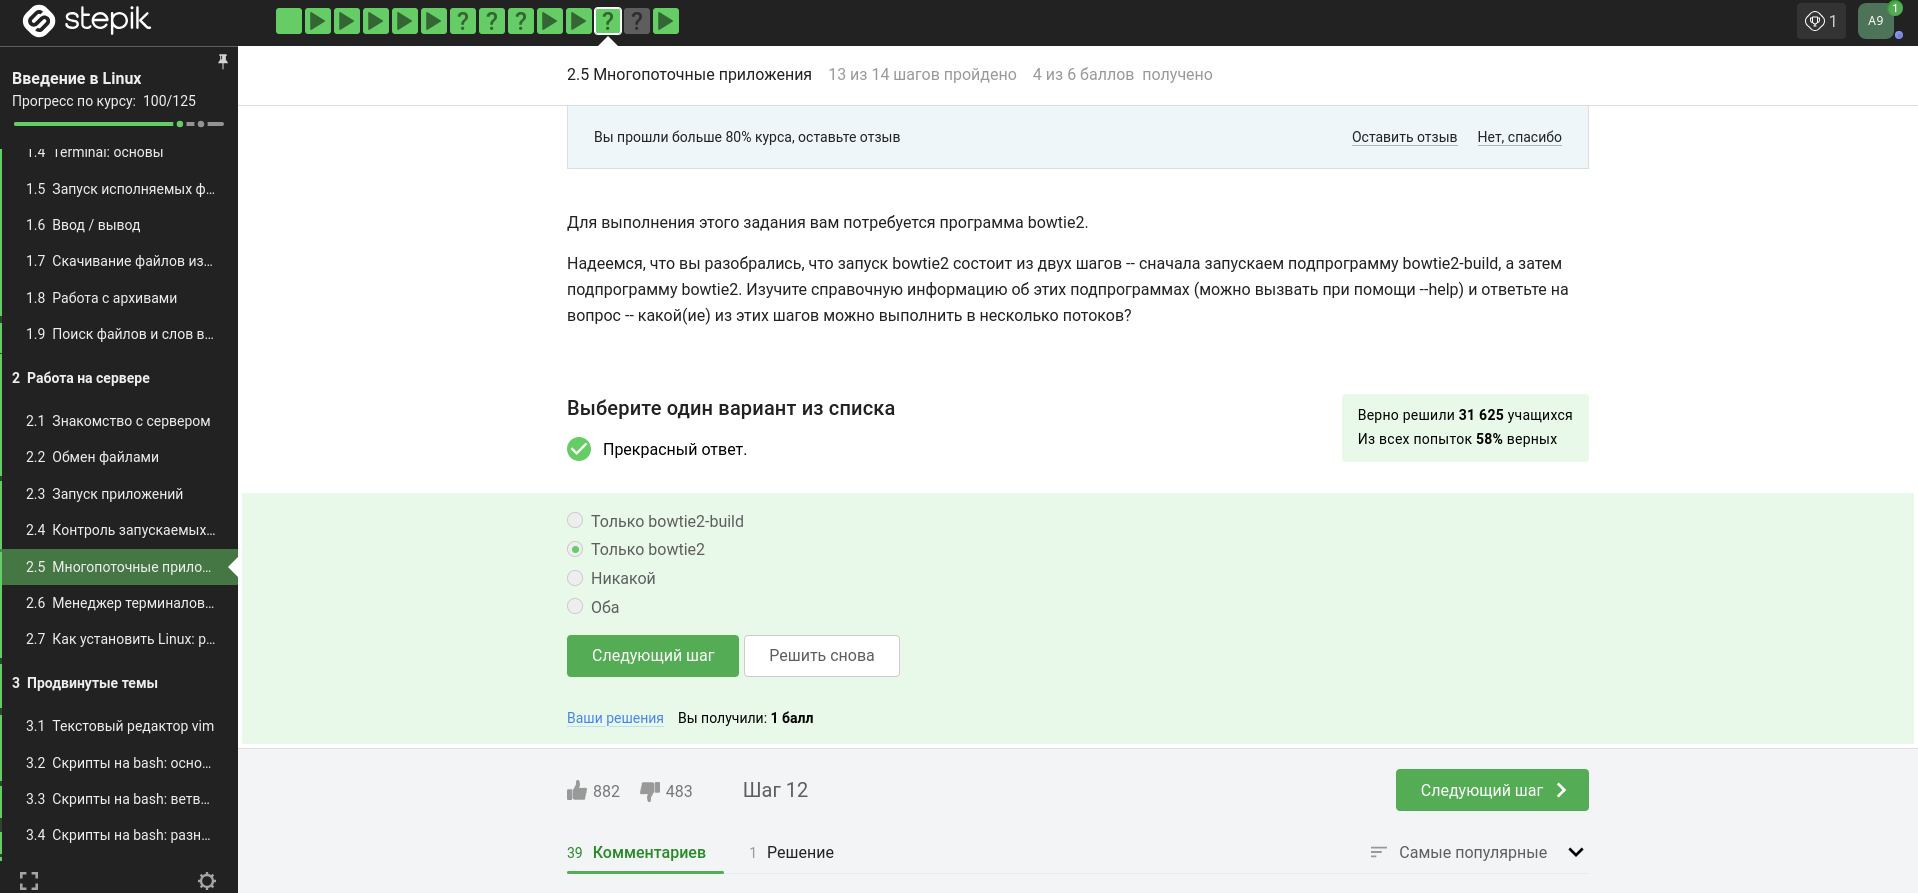 stepik
? ? ? ? ?
1
A9
1
Введение в Linux
Прогресс по курсу: 100/125
1.4 Terminal: основы
1.5 Запуск исполняемых ф...
1.6 Ввод / вывод
1.7 Скачивание файлов из...
1.8 Работа с архивами
1.9 Поиск файлов и слов в...
2 Работа на сервере
2.1 Знакомство с сервером
2.2 Обмен файлами
2.3 Запуск приложений
2.4 Контроль запускаемых...
2.5 Многопоточные прило...
2.6 Менеджер терминалов...
2.7 Как установить Linux: р...
3 Продвинутые темы
3.1 Текстовый редактор vim
3.2 Скрипты на bash: осно...
3.3 Скрипты на bash: ветв...
3.4 Скрипты на bash: разн...
2.5 Многопоточные приложения 13 из 14 шагов пройдено 4 из 6 баллов получено
Вы прошли больше 80% курса, оставьте отзыв Оставить отзыв Нет, спасибо
Для выполнения этого задания вам потребуется программа bowtie2.
Надеемся, что вы разобрались, что запуск bowtie2 состоит из двух шагов -- сначала запускаем подпрограмму bowtie2-build, а затем
подпрограмму bowtie2. Изучите справочную информацию об этих подпрограммах (можно вызвать при помощи --help) и ответьте на
вопрос -- какой(ие) из этих шагов можно выполнить в несколько потоков?
Выберите один вариант из списка
Прекрасный ответ.
Верно решили 31 625 учащихся
Из всех попыток 58% верных
Только bowtie2-build
Только bowtie2
Никакой
Оба
Следующий шаг Решить снова
Ваши решения Вы получили: 1 балл
882 483 Шаг 12 Следующий шаг
39 Комментариев 1 Решение Самые популярные